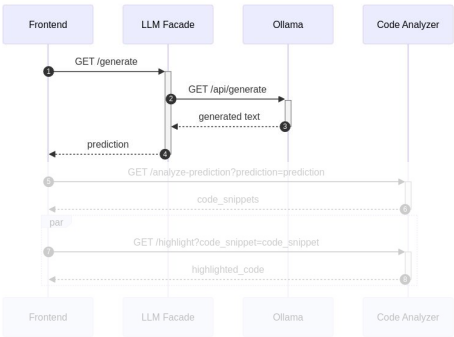 Frontend
LLM Facade
Ollama
Code Analyzer
1
GET /generate
2
GET /api/generate
generated text
3
prediction
4
GET /analyze-prediction?prediction=prediction
5
code_snippets
6
par
GET /highlight?code_snippet=code_snippet
7
highlighted_code
8
Frontend
LLM Facade
Ollama
Code Analyzer